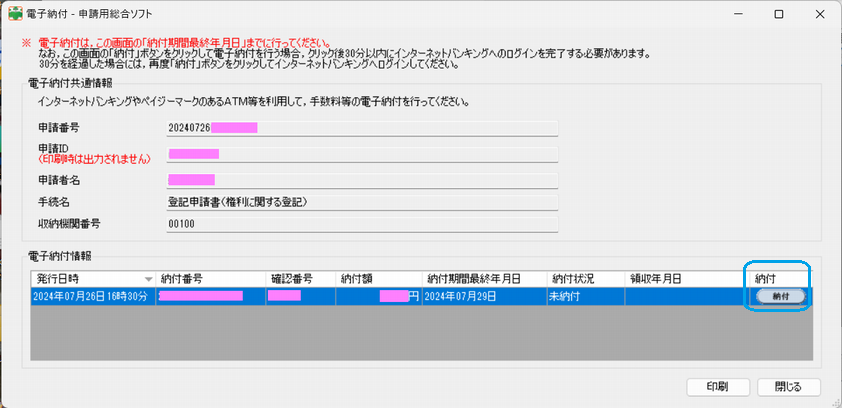 電子納付 - 申請用総合ソフト
※ 電子納付は、この画面の「納付期間最終年月日」までに行ってください。
なお、この画面の「納付」ボタンをクリックして電子納付を行う場合、クリック後30分以内にインターネットバンキングへのログインを完了する必要があります。
30分を経過した場合には、再度「納付」ボタンをクリックしてインターネットバンキングへログインしてください。
電子納付共通情報
インターネットバンキングやペイジーマークのあるATM等を利用して、手数料等の電子納付を行ってください。
申請番号 20240726
申請ID
(印刷時は出力されません)
申請者名
手続名 登記申請書(権利に関する登記)
収納機関番号 00100
電子納付情報
発行日時 納付番号 確認番号 納付額 納付期間最終年月日 納付状況 領収年月日 納付
2024年07月26日16時30分 円 2024年07月29日 未納付 納付
印刷 閉じる